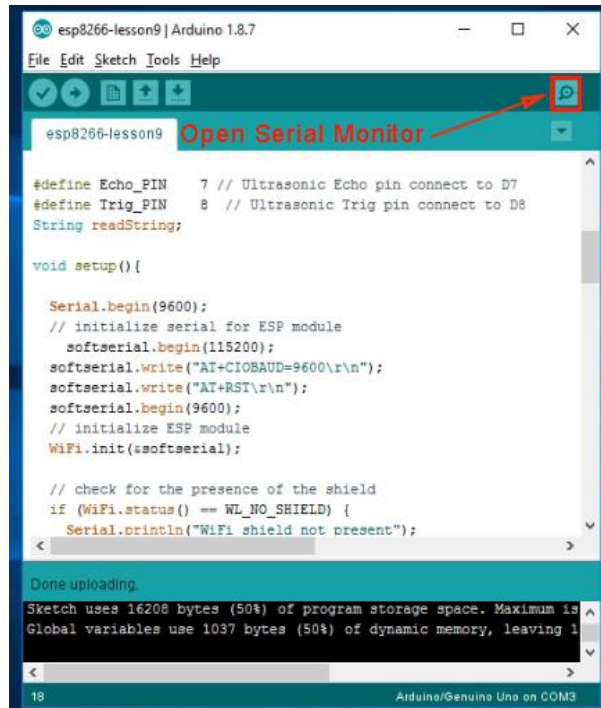 esp8266-lesson9 | Arduino 1.8.7
File Edit Sketch Tools Help
esp8266-lesson9
Open Serial Monitor
#define Echo_PIN 7 // Ultrasonic Echo pin connect to D7
#define Trig_PIN 8 // Ultrasonic Trig pin connect to D8
String readString;
void setup(){
Serial.begin(9600);
// initialize serial for ESP module
softserial.begin(115200);
softserial.write("AT+CIOBAUD=9600\r\n");
softserial.write("AT+RST\r\n");
softserial.begin(9600);
// initialize ESP module
WiFi.init(&softserial);
// check for the presence of the shield
if (WiFi.status() == WL_NO_SHIELD) {
Serial.println("WiFi shield not present");
Done uploading.
Sketch uses 16208 bytes (50%) of program storage space. Maximum is
Global variables use 1037 bytes (50%) of dynamic memory, leaving 1
18
Arduino/Genuino Uno on COM3